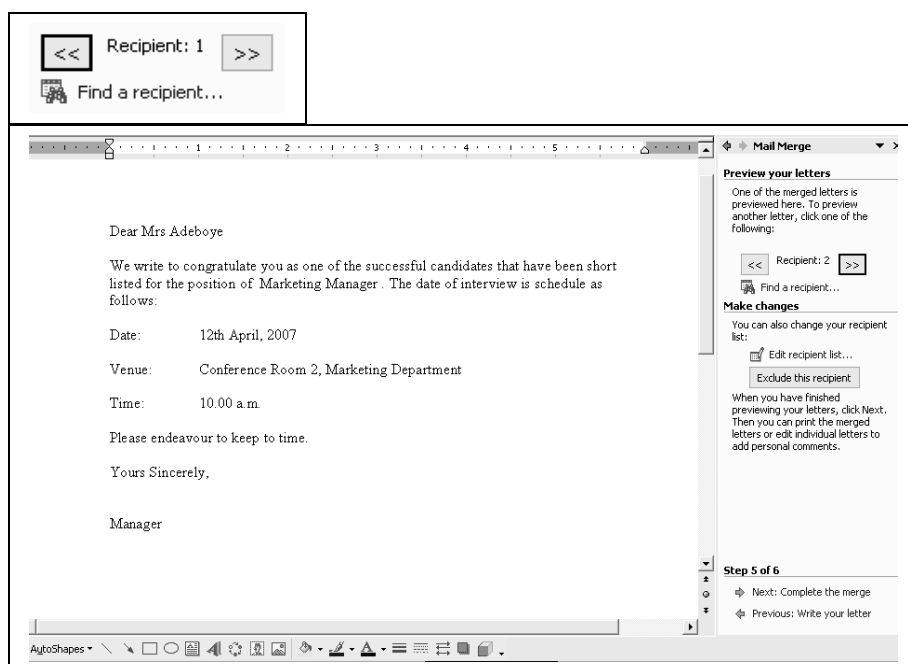 << Recipient: 1 >>
Find a recipient...
1 2 3 4 5
Mail Merge
Dear Mrs Adeboye
We write to congratulate you as one of the successful candidates that have been short
listed for the position of Marketing Manager . The date of interview is schedule as
follows:
Date: 12th April, 2007
Venue: Conference Room 2, Marketing Department
Time: 10.00 a.m.
Please endeavour to keep to time.
Yours Sincerely,
Manager
Preview your letters
One of the merged letters is
previewed here. To preview
another letter, click one of the
following:
<< Recipient: 2 >>
Find a recipient...
Make changes
You can also change your recipient
list:
Edit recipient list...
Exclude this recipient
When you have finished
previewing your letters, click Next.
Then you can print the merged
letters or edit individual letters to
add personal comments.
Step 5 of 6
Next: Complete the merge
Previous: Write your letter
AutoShapes